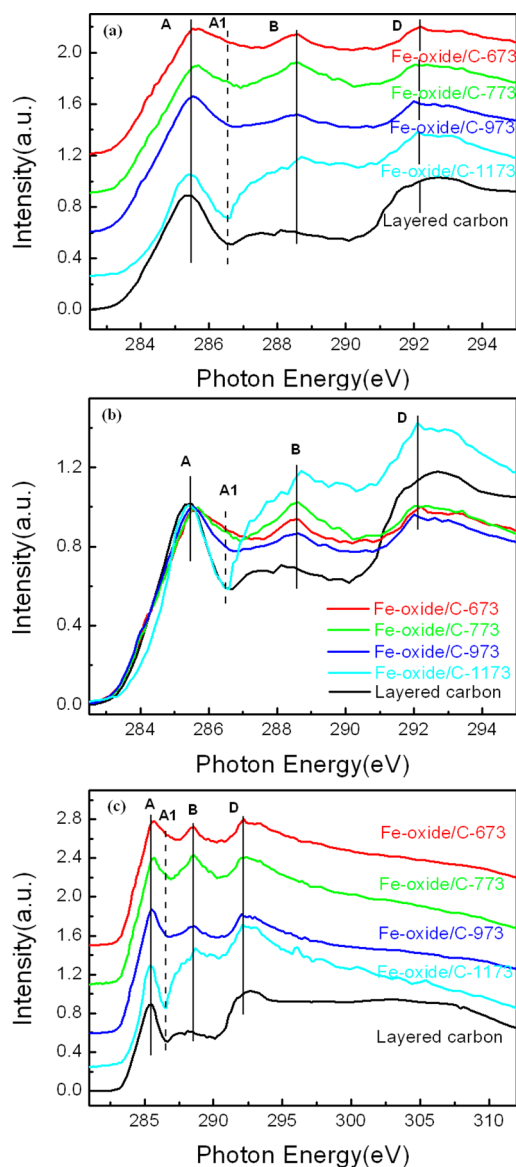 (a)
A A1 B D
2.0
1.6
1.2
0.8
0.4
0.0
Intensity(a.u.)
Fe-oxide/C-673
Fe-oxide/C-773
Fe-oxide/C-973
Fe-oxide/C-1173
Layered carbon
284 286 288 290 292 294
Photon Energy(eV)
(b)
A A1 B D
1.2
0.8
0.4
0.0
Intensity(a.u.)
Fe-oxide/C-673
Fe-oxide/C-773
Fe-oxide/C-973
Fe-oxide/C-1173
Layered carbon
284 286 288 290 292 294
Photon Energy(eV)
(c)
A A1 B D
2.8
2.4
2.0
1.6
1.2
0.8
0.4
0.0
Intensity(a.u.)
Fe-oxide/C-673
Fe-oxide/C-773
Fe-oxide/C-973
Fe-oxide/C-1173
Layered carbon
285 290 295 300 305 310
Photon Energy(eV)